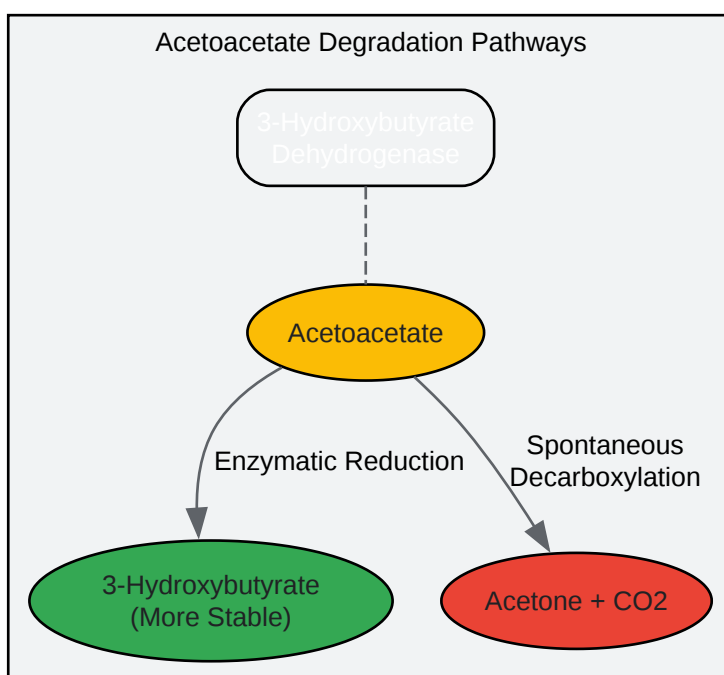 Acetoacetate Degradation Pathways
3-Hydroxybutyrate
Dehydrogenase
Acetoacetate
Enzymatic Reduction
Spontaneous
Decarboxylation
3-Hydroxybutyrate
(More Stable)
Acetone + CO2